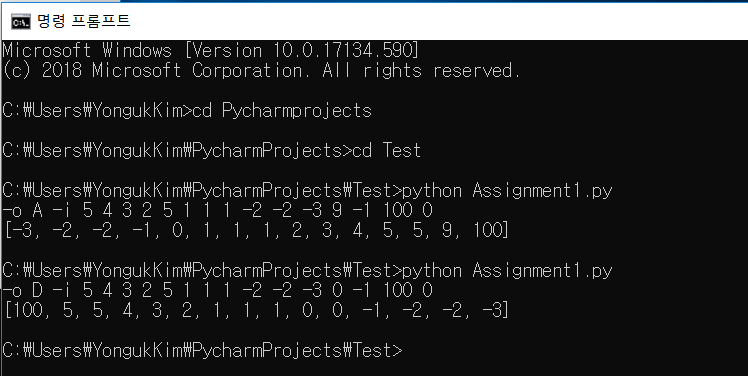 명령 프롬프트
Microsoft Windows [Version 10.0.17134.590]
(c) 2018 Microsoft Corporation. All rights reserved.
C:₩Users₩YongukKim>cd Pycharmprojects
C:₩Users₩YongukKim₩PycharmProjects>cd Test
C:₩Users₩YongukKim₩PycharmProjects₩Test>python Assignment1.py
-o A -i 5 4 3 2 5 1 1 1 -2 -2 -3 9 -1 100 0
[-3, -2, -2, -1, 0, 1, 1, 1, 2, 3, 4, 5, 5, 9, 100]
C:₩Users₩YongukKim₩PycharmProjects₩Test>python Assignment1.py
-o D -i 5 4 3 2 5 1 1 1 -2 -2 -3 0 -1 100 0
[100, 5, 5, 4, 3, 2, 1, 1, 1, 0, 0, -1, -2, -2, -3]
C:₩Users₩YongukKim₩PycharmProjects₩Test>